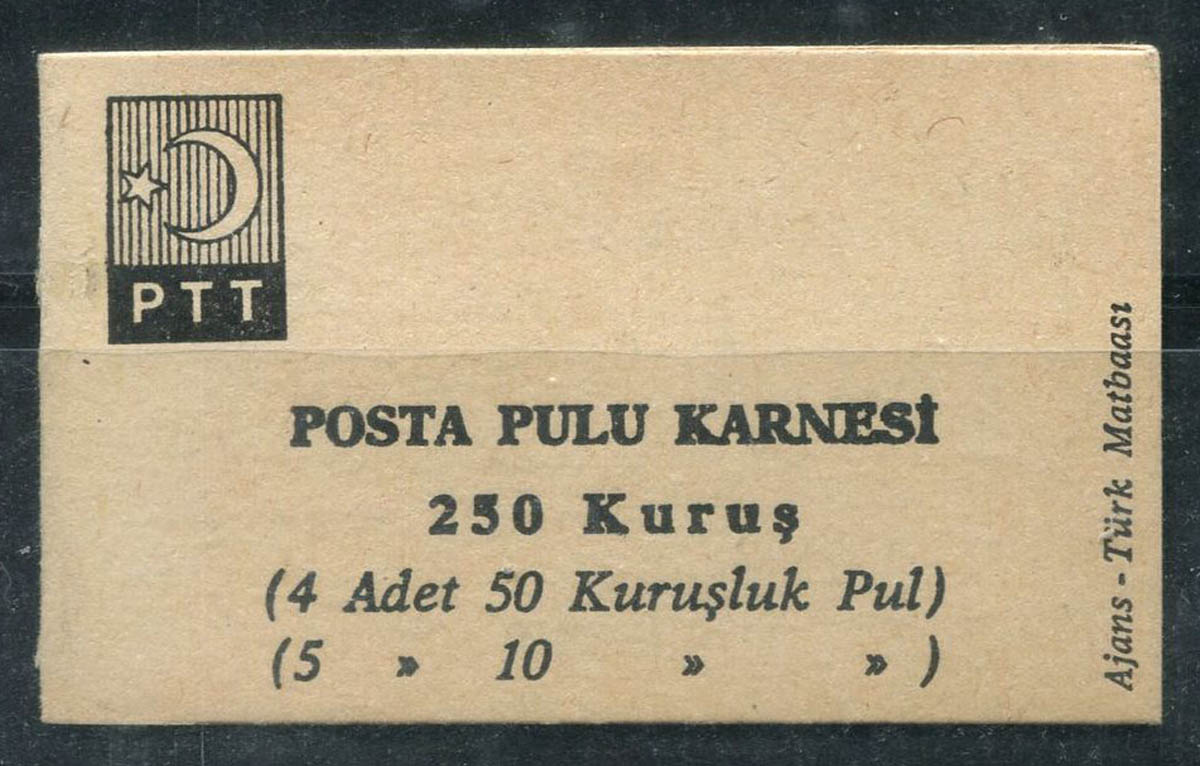 PTT
POSTA PULU KARNESİ
250 Kuruş
(4 Adet 50 Kuruşluk Pul)
(5 » 10 » » )
Ajans - Türk Matbaası